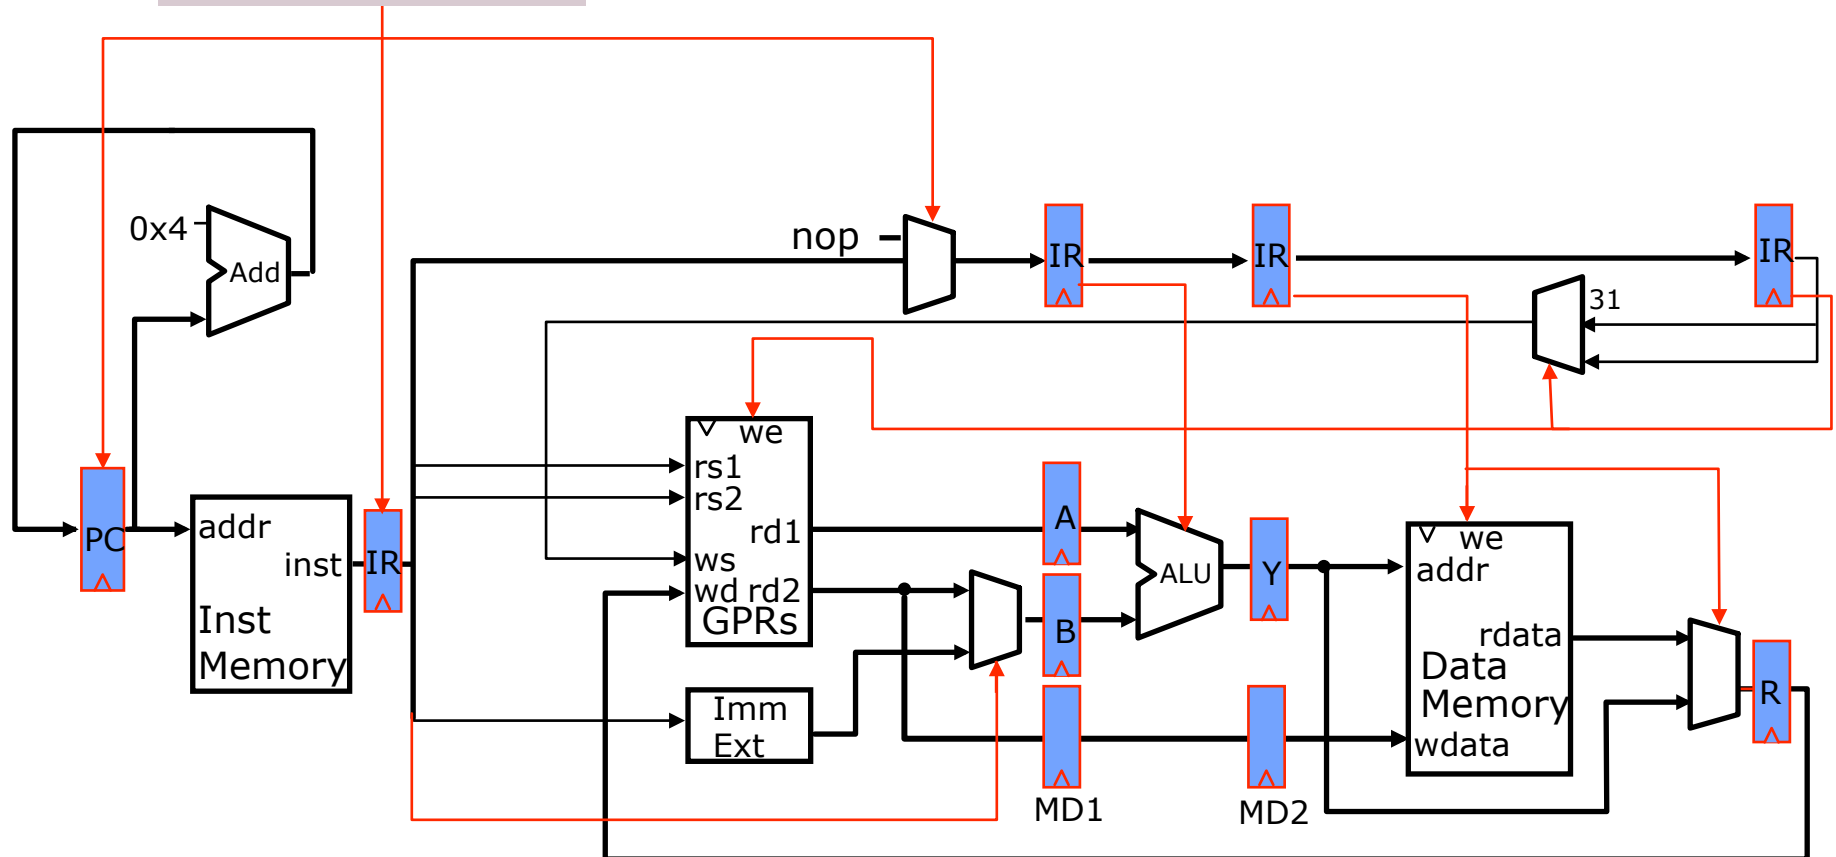 0x4
Add
nop
IR
IR
IR
31
we
rs1
rs2
rd1
ws
wd rd2
GPRs
PC
addr
inst
Inst
Memory
IR
A
B
ALU
Y
we
addr
rdata
Data
Memory
wdata
R
Imm
Ext
MD1
MD2